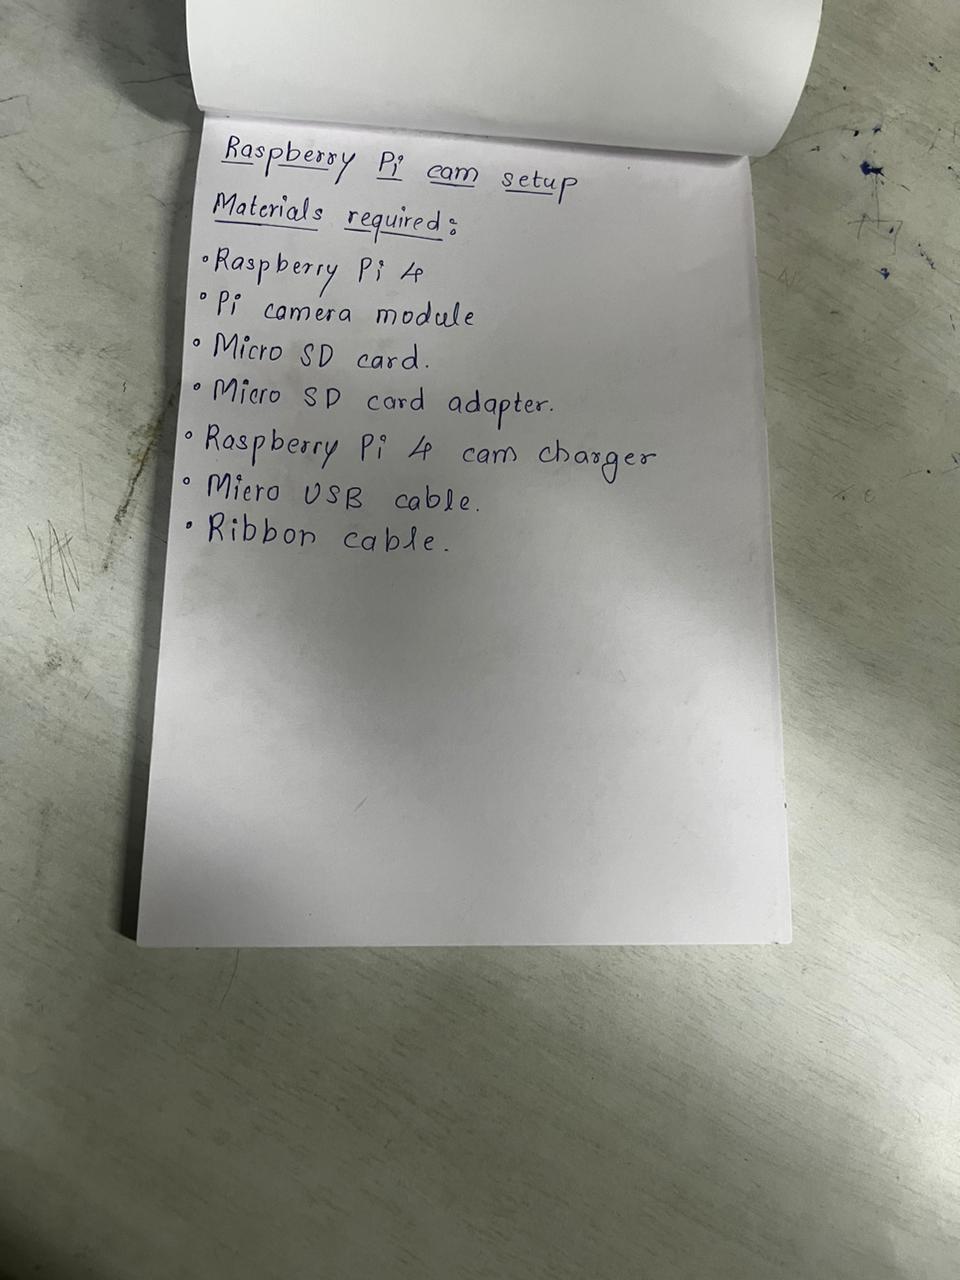 Raspberry Pi cam setup
Materials required:
• Raspberry Pi 4
• Pi camera module
• Micro SD card.
• Micro SD card adapter.
• Raspberry Pi 4 cam charger
• Micro USB cable.
• Ribbon cable.